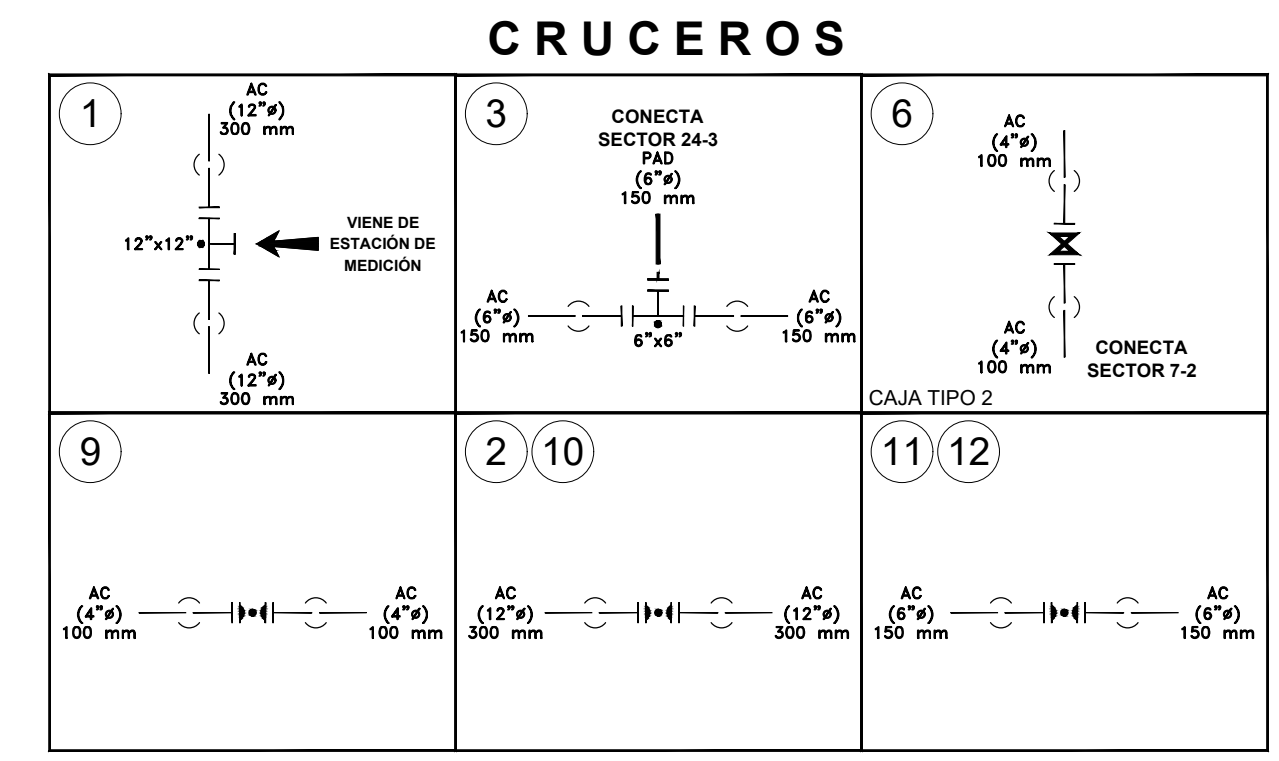 CRUCEROS
1
AC
(12"ø)
300 mm
12"x12"
VIENE DE
ESTACIÓN DE
MEDICIÓN
AC
(12"ø)
300 mm
3
CONECTA
SECTOR 24-3
PAD
(6"ø)
150 mm
AC
(6"ø)
150 mm
6"x6"
AC
(6"ø)
150 mm
6
AC
(4"ø)
100 mm
AC
(4"ø)
100 mm
CONECTA
SECTOR 7-2
CAJA TIPO 2
9
AC
(4"ø)
100 mm
AC
(4"ø)
100 mm
2 10
AC
(12"ø)
300 mm
AC
(12"ø)
300 mm
11 12
AC
(6"ø)
150 mm
AC
(6"ø)
150 mm